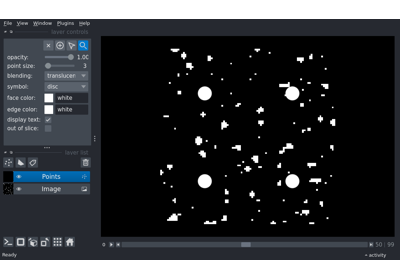 File View Window Plugins Help
layer controls
opacity: 1.00
point size: 3
blending: translucen
symbol: disc
face color: white
edge color: white
display text: ✓
out of slice:
layer list
Points
Image
50 99
Ready
activity